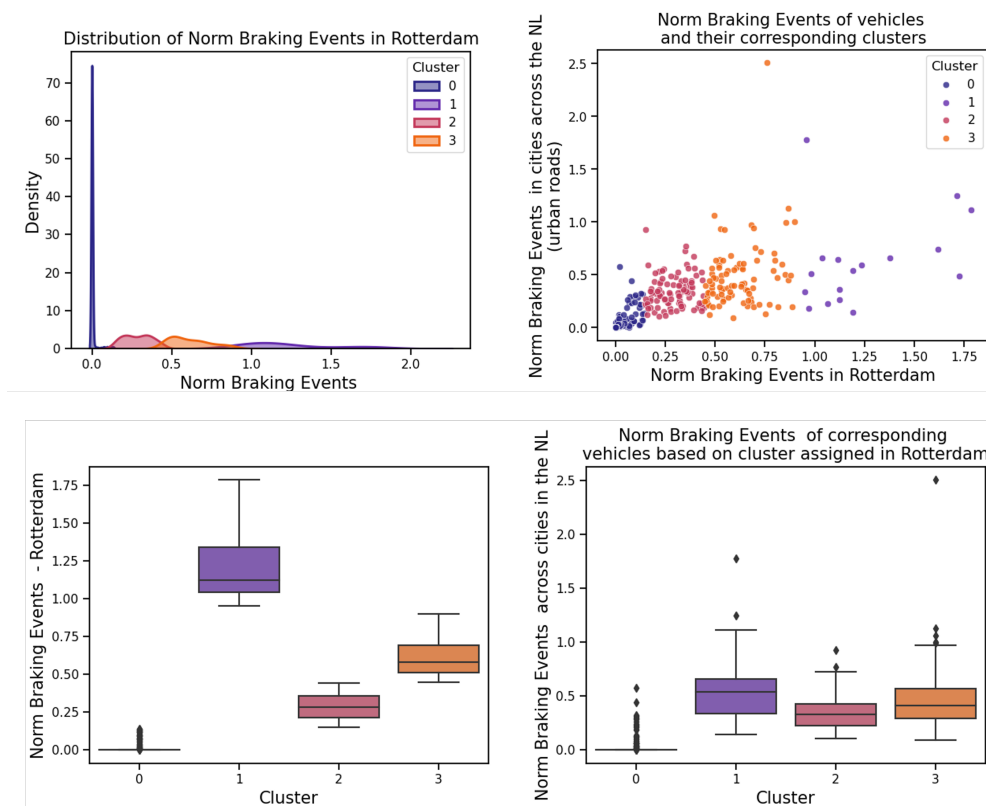 Distribution of Norm Braking Events in Rotterdam
Density
70
60
50
40
30
20
10
0
Cluster
0
1
2
3
0.0 0.5 1.0 1.5 2.0
Norm Braking Events
Norm Braking Events of vehicles
and their corresponding clusters
Norm Braking Events in cities across the NL
(urban roads)
2.5
2.0
1.5
1.0
0.5
0.0
Cluster
0
1
2
3
0.00 0.25 0.50 0.75 1.00 1.25 1.50 1.75
Norm Braking Events in Rotterdam
Norm Braking Events - Rotterdam
1.75
1.50
1.25
1.00
0.75
0.50
0.25
0.00
0 1 2 3
Cluster
Norm Braking Events of corresponding
vehicles based on cluster assigned in Rotterdam
Norm Braking Events across cities in the NL
2.5
2.0
1.5
1.0
0.5
0.0
0 1 2 3
Cluster